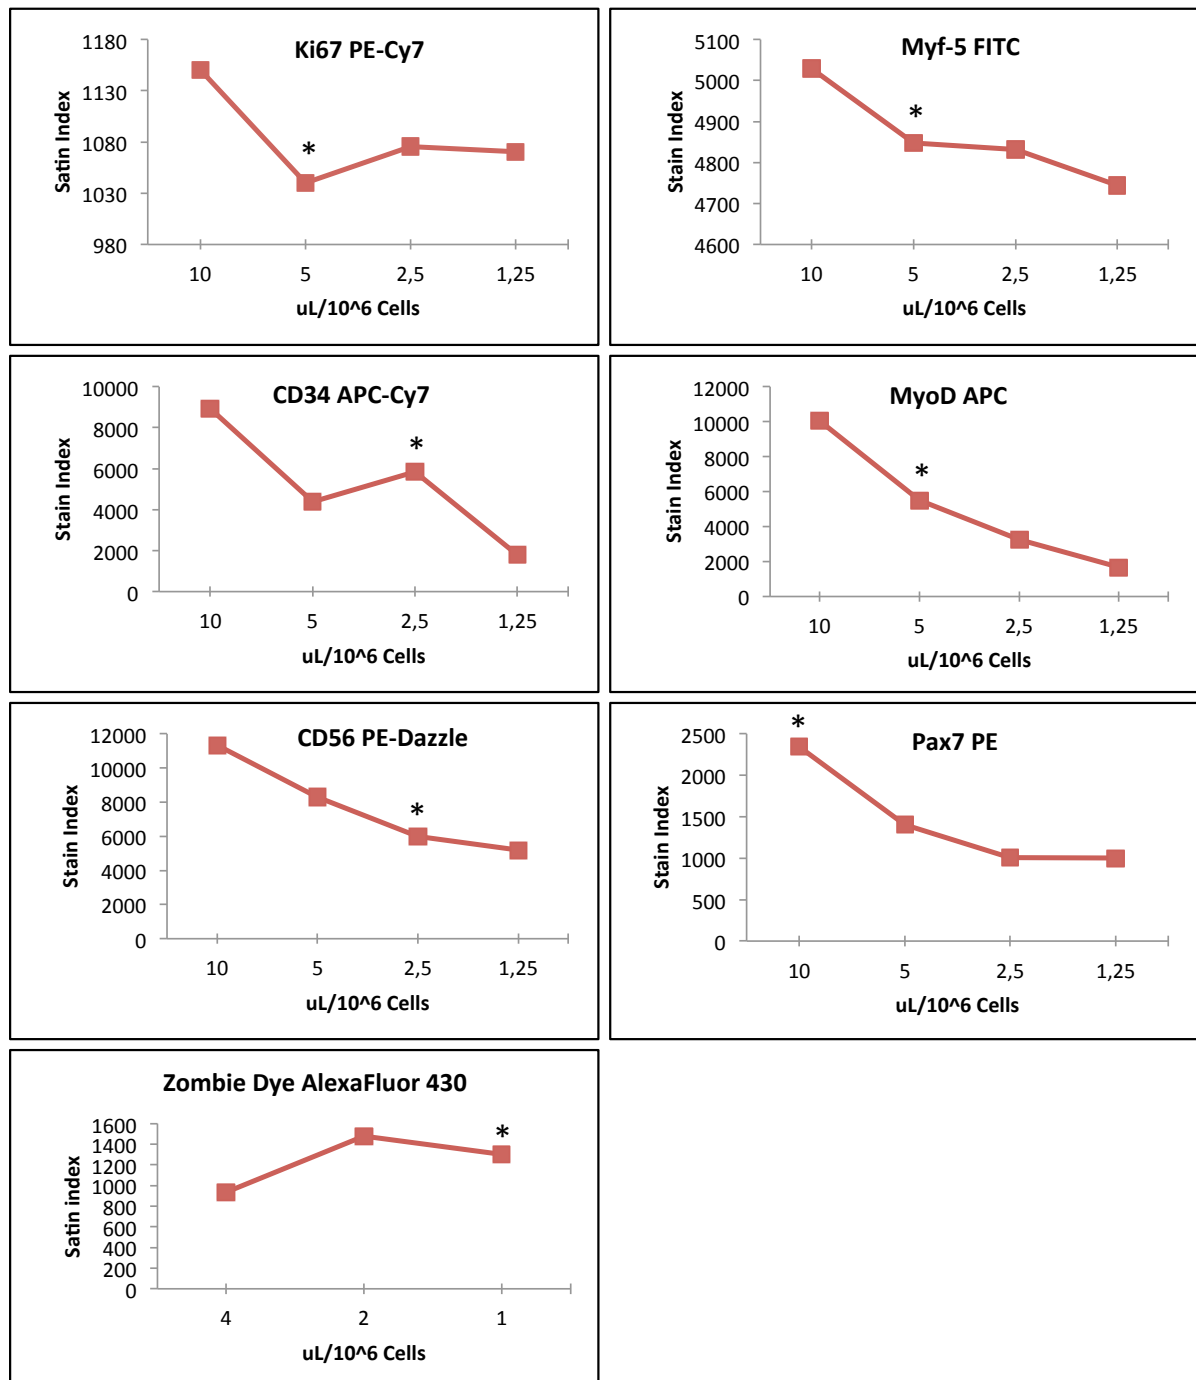 Ki67 PE-Cy7
Satin Index
1180
1130
1080
1030
980
*
10 5 2,5 1,25
uL/10^6 Cells
Myf-5 FITC
Stain Index
5100
5000
4900
4800
4700
4600
*
10 5 2,5 1,25
uL/10^6 Cells
CD34 APC-Cy7
Stain Index
10000
8000
6000
4000
2000
0
*
10 5 2,5 1,25
uL/10^6 Cells
MyoD APC
Stain Index
12000
10000
8000
6000
4000
2000
0
*
10 5 2,5 1,25
uL/10^6 Cells
CD56 PE-Dazzle
Stain Index
12000
10000
8000
6000
4000
2000
0
*
10 5 2,5 1,25
uL/10^6 Cells
Pax7 PE
Stain Index
2500
2000
1500
1000
500
0
*
10 5 2,5 1,25
uL/10^6 Cells
Zombie Dye AlexaFluor 430
Satin index
1600
1400
1200
1000
800
600
400
200
0
*
4 2 1
uL/10^6 Cells